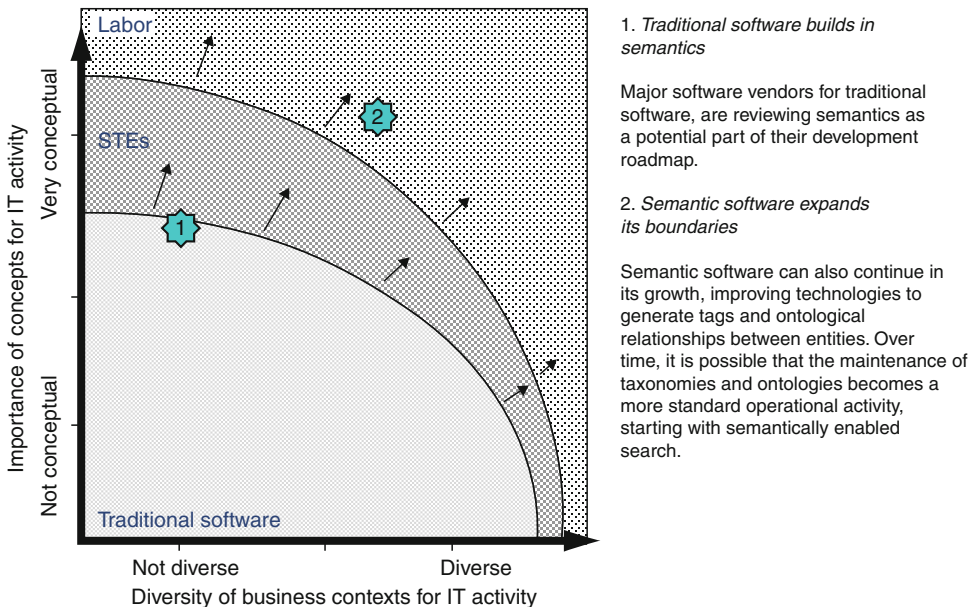 Labor
STEs
Traditional software
1
2
Importance of concepts for IT activity
Very conceptual
Not conceptual
Not diverse
Diverse
Diversity of business contexts for IT activity
1. Traditional software builds in
semantics
Major software vendors for traditional
software, are reviewing semantics as
a potential part of their development
roadmap.
2. Semantic software expands
its boundaries
Semantic software can also continue in
its growth, improving technologies to
generate tags and ontological
relationships between entities. Over
time, it is possible that the maintenance of
taxonomies and ontologies becomes a
more standard operational activity,
starting with semantically enabled
search.